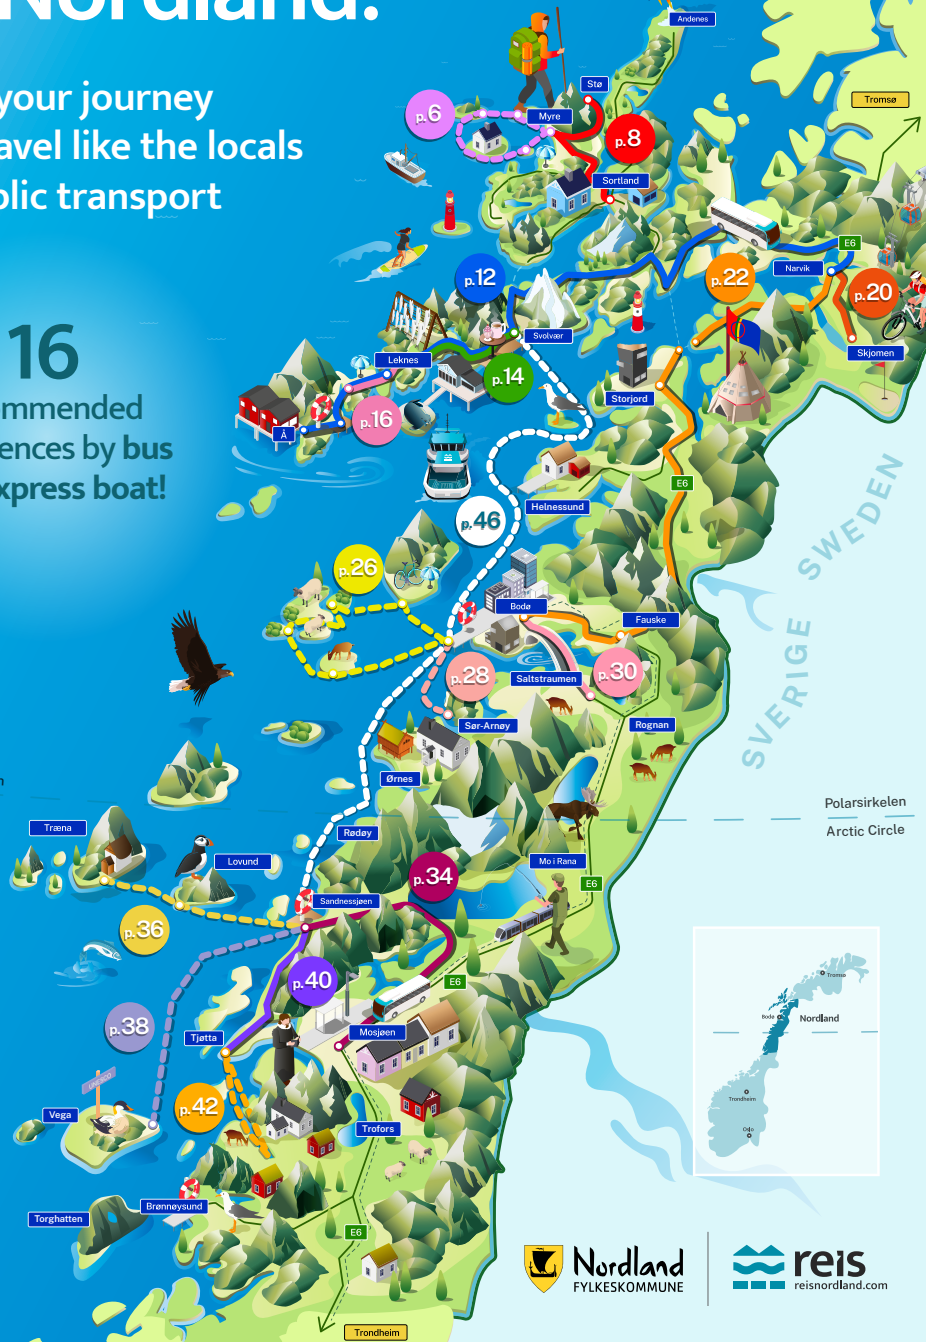 Nordland.
your journey
avel like the locals
blic transport
16
ommended
ences by bus
xpress boat!
Andenes
Tromsø
Stø
p.6
Myre
p.8
Sortland
E6
p.12
p.22
Narvik
p.20
Svolvær
Skjomen
Leknes
p.14
Storjord
p.16
Å
E6
Helnessund
p.46
SWEDEN
SVERIGE
p.26
Bodø
Fauske
p.28
Saltstraumen
p.30
Sør-Arnøy
Rognan
Ørnes
Polarsirkelen
Arctic Circle
Træna
Rødøy
Lovund
Mo i Rana
p.34
E6
Sandnessjøen
p.36
p.40
E6
p.38
Tjøtta
Mosjøen
UNESCO
Vega
p.42
Trofors
Brønnøysund
Torghatten
E6
Trondheim
Tromsø
Bodø
Nordland
Trondheim
Oslo
Nordland
FYLKESKOMMUNE
reis
reisnordland.com